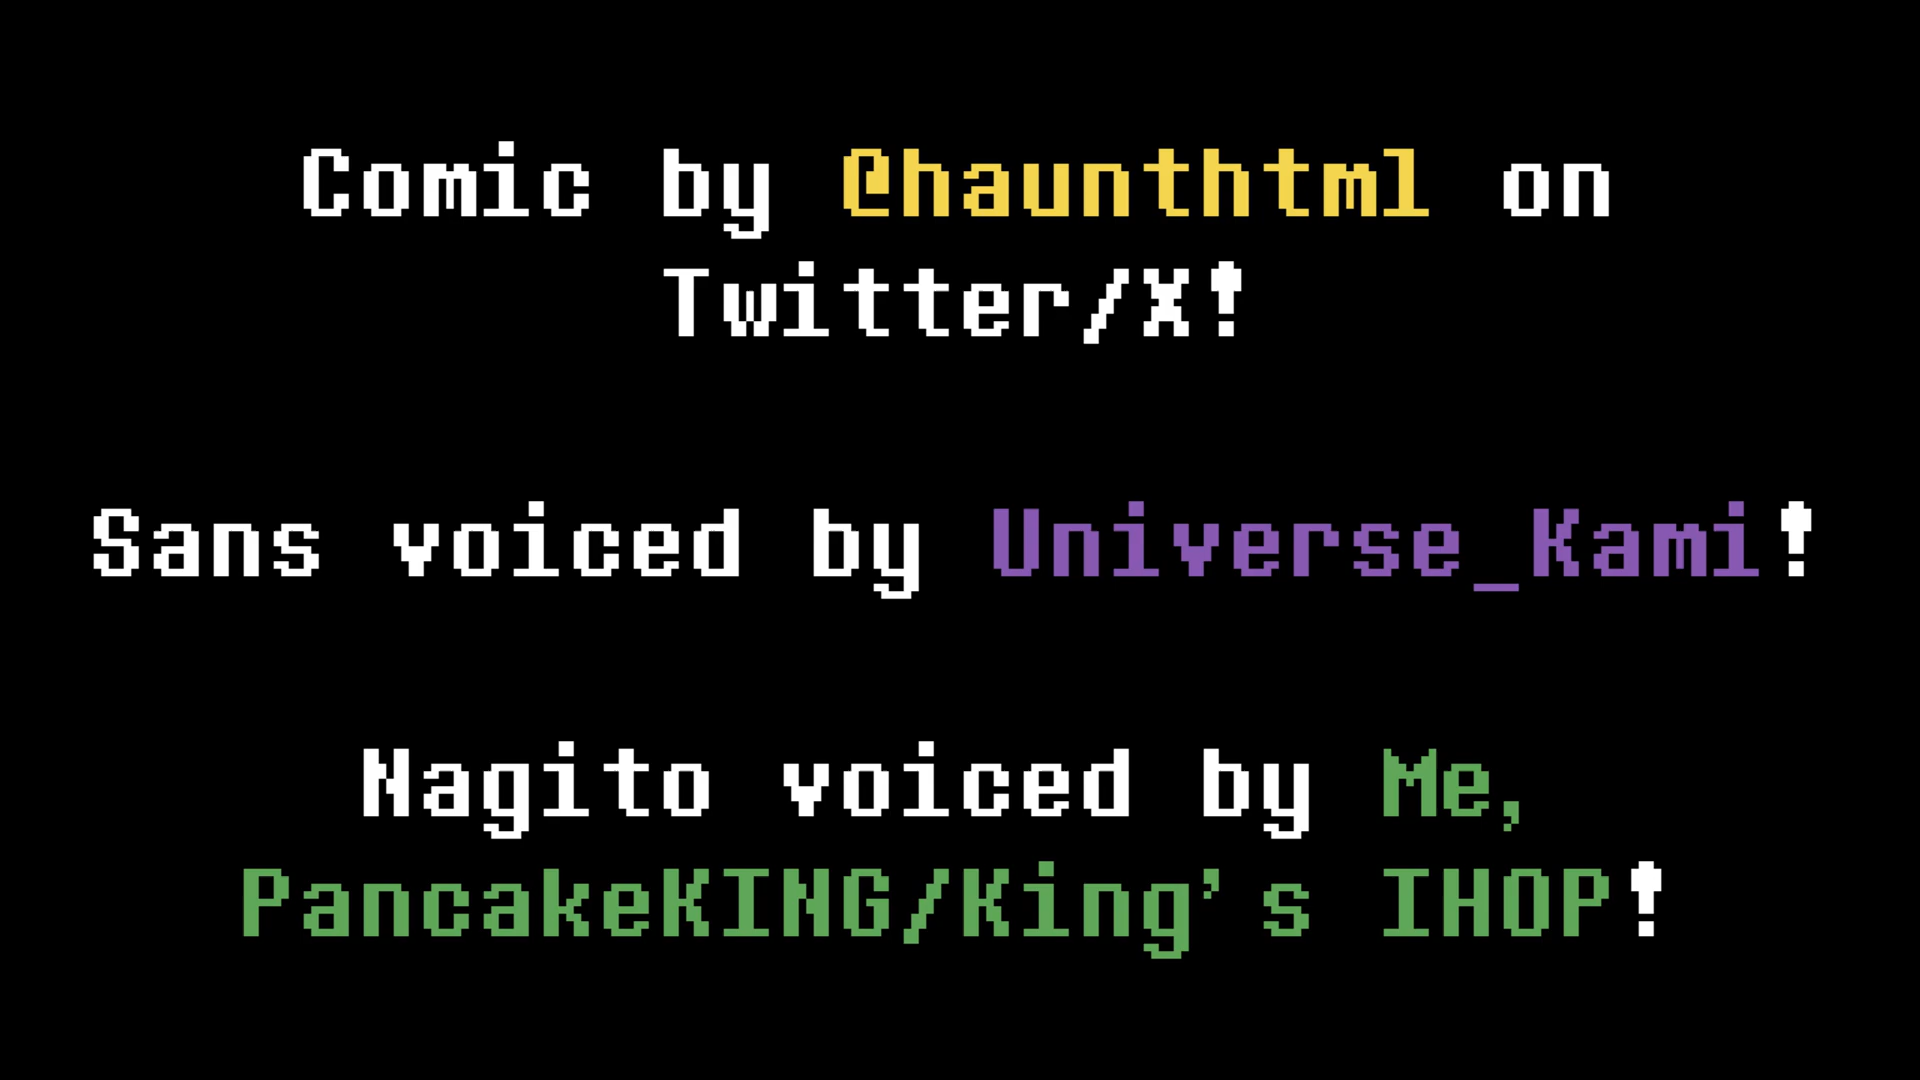 Comic by @haunthtml on
Twitter/X!
Sans voiced by Universe_Kami!
Nagito voiced by Me,
PancakeKING/King's IHOP!